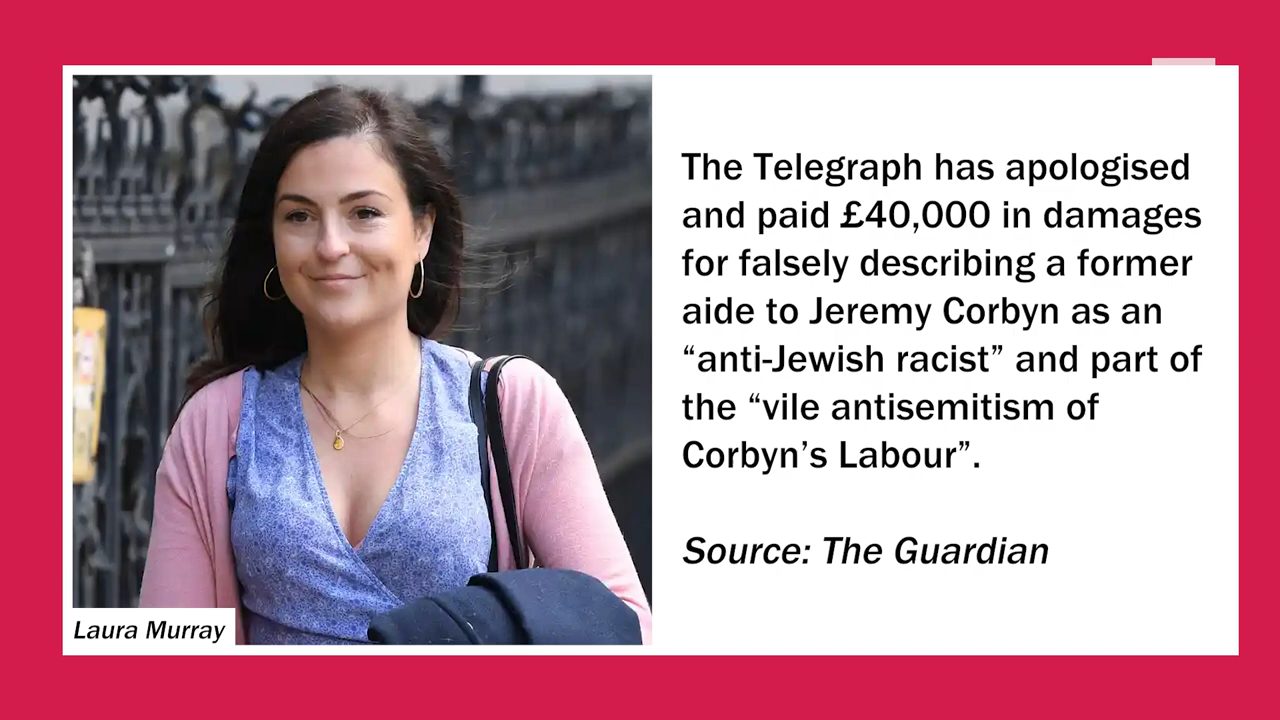 The Telegraph has apologised
and paid £40,000 in damages
for falsely describing a former
aide to Jeremy Corbyn as an
“anti-Jewish racist” and part of
the “vile antisemitism of
Corbyn’s Labour”.
Source: The Guardian
Laura Murray